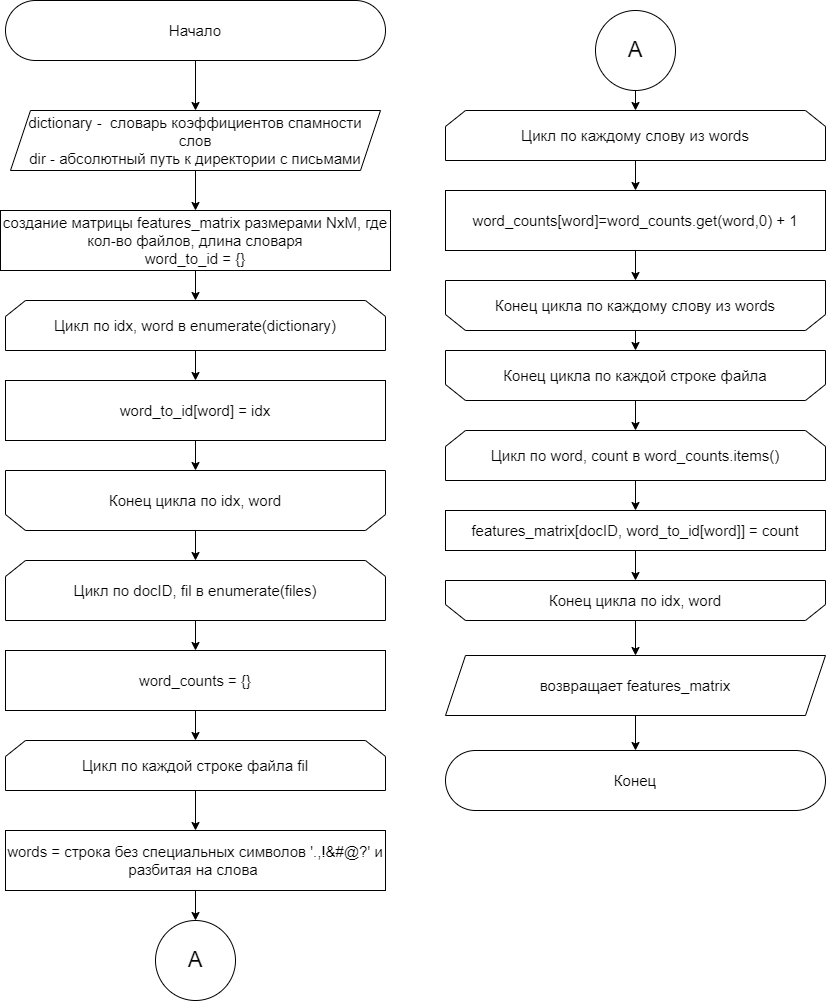 Начало
dictionary -  словарь коэффициентов спамности
слов
dir - абсолютный путь к директории с письмами
создание матрицы features_matrix размерами NxM, где
кол-во файлов, длина словаря
word_to_id = {}
Цикл по idx, word в enumerate(dictionary)
word_to_id[word] = idx
Конец цикла по idx, word
Цикл по docID, fil в enumerate(files)
word_counts = {}
Цикл по каждой строке файла fil
words = строка без специальных символов '.,!&#@?' и
разбитая на слова
А
А
Цикл по каждому слову из words
word_counts[word]=word_counts.get(word,0) + 1
Конец цикла по каждому слову из words
Конец цикла по каждой строке файла
Цикл по word, count в word_counts.items()
features_matrix[docID, word_to_id[word]] = count
Конец цикла по idx, word
возвращает features_matrix
Конец